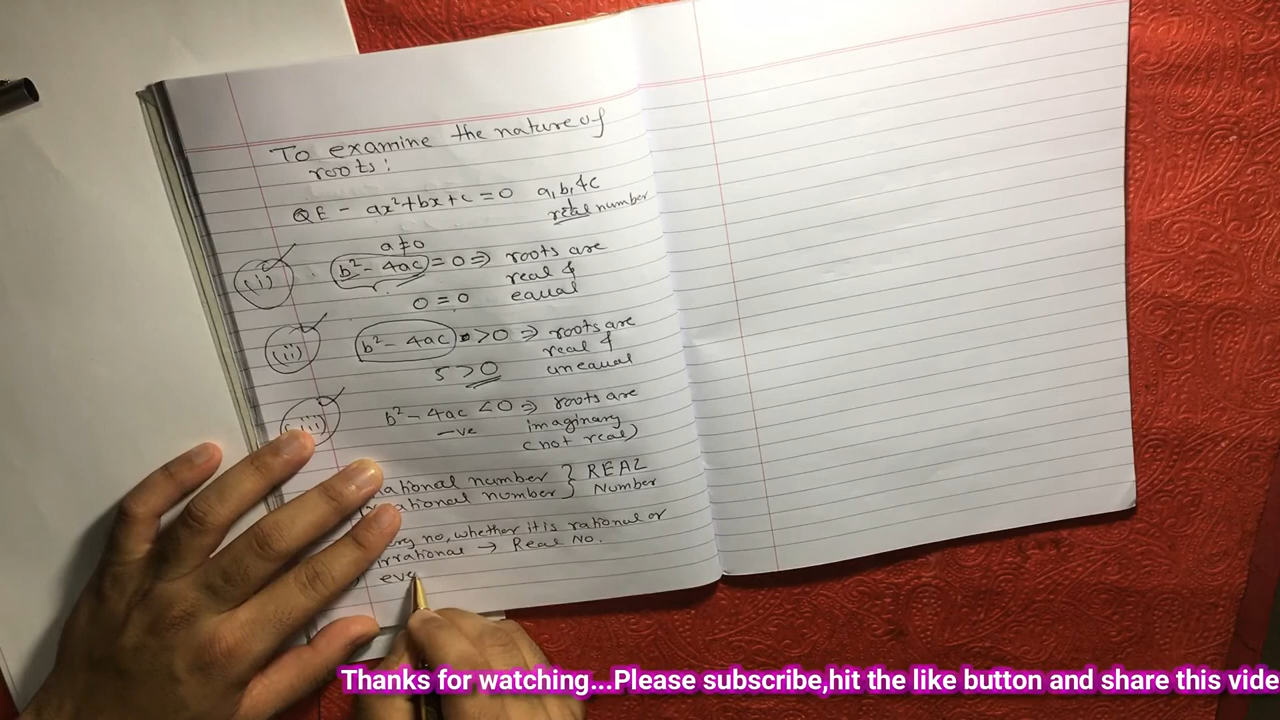 To examine the nature of
roots:
QE - ax²+bx+c=0 a, b, & c
real number
a≠0
(i) b²-4ac = 0 ⇒ roots are
real &
0 = 0 equal
(ii) b²-4ac >0 ⇒ roots are
real &
5 >0 unequal
(iii) b²-4ac <0 ⇒ roots are
-ve imaginary
(not real)
number } REAL
number } Number
no, whether it is rational or
irrational → Real No.
eve
Thanks for watching...Please subscribe,hit the like button and share this vide